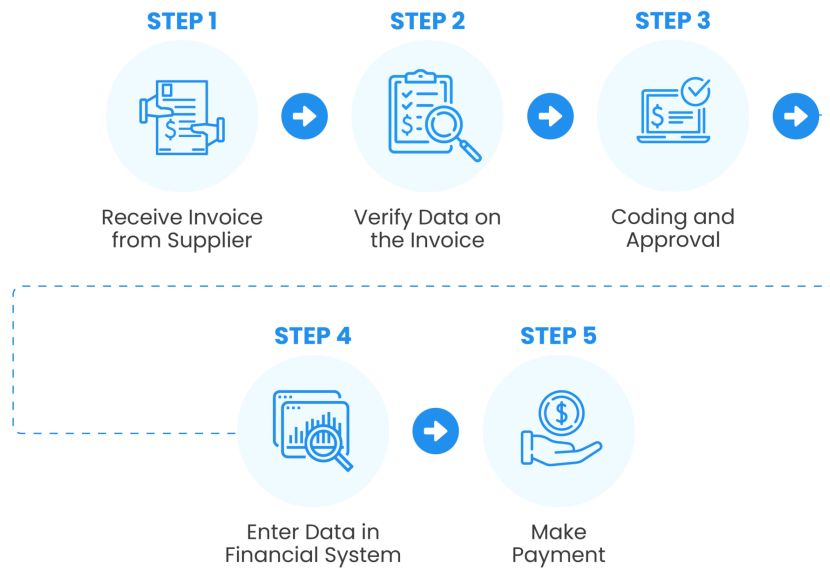 STEP 1
STEP 2
STEP 3
$
$
$
Receive Invoice
from Supplier
Verify Data on
the Invoice
Coding and
Approval
STEP 4
STEP 5
$
Enter Data in
Financial System
Make
Payment